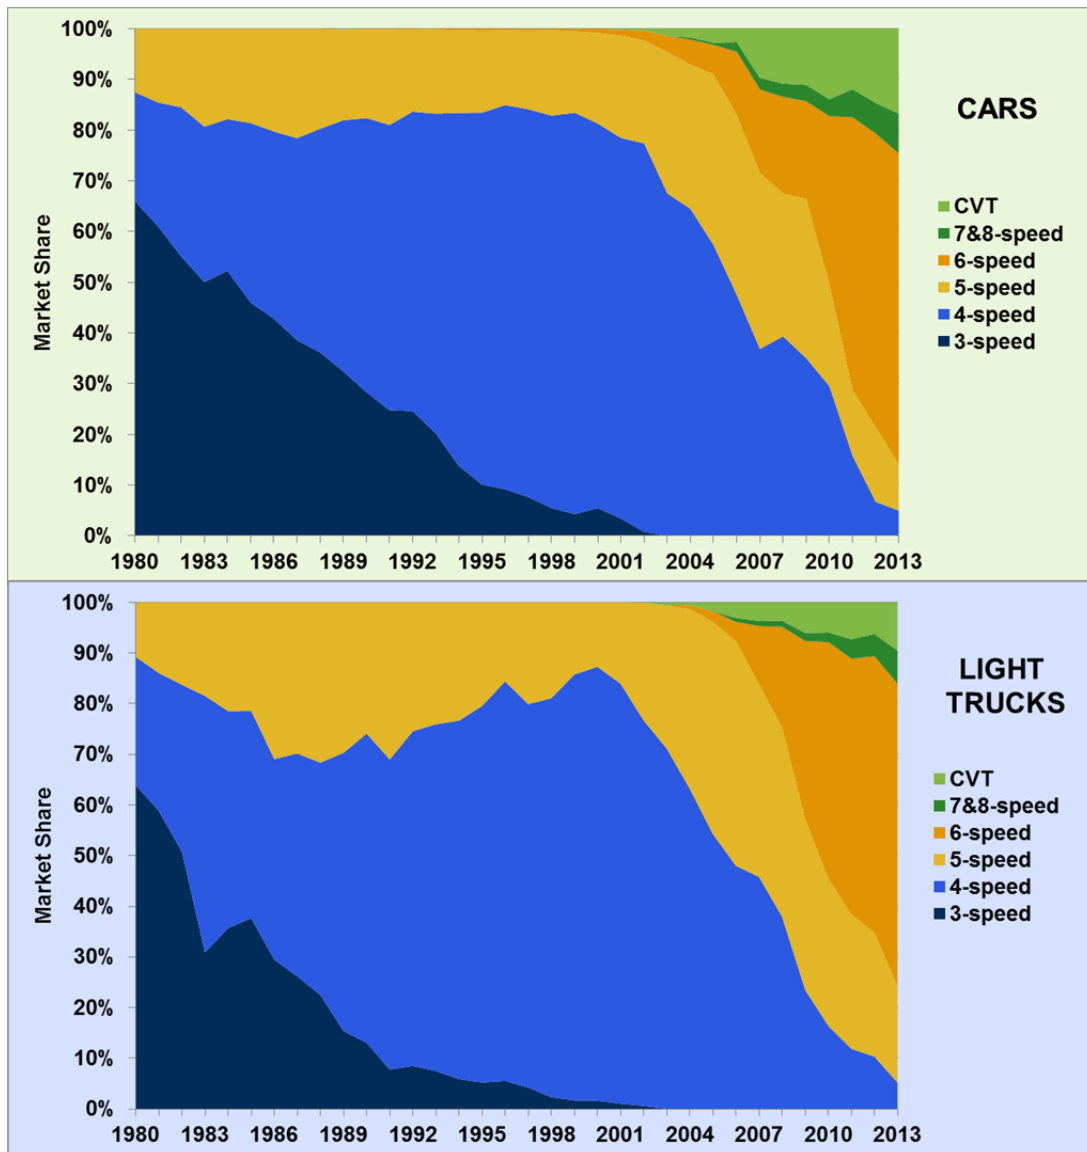 100%
90%
80%
70%
60%
50%
40%
30%
20%
10%
0%
Market Share
1980 1983 1986 1989 1992 1995 1998 2001 2004 2007 2010 2013
CARS
CVT
7&8-speed
6-speed
5-speed
4-speed
3-speed
100%
90%
80%
70%
60%
50%
40%
30%
20%
10%
0%
Market Share
1980 1983 1986 1989 1992 1995 1998 2001 2004 2007 2010 2013
LIGHT
TRUCKS
CVT
7&8-speed
6-speed
5-speed
4-speed
3-speed